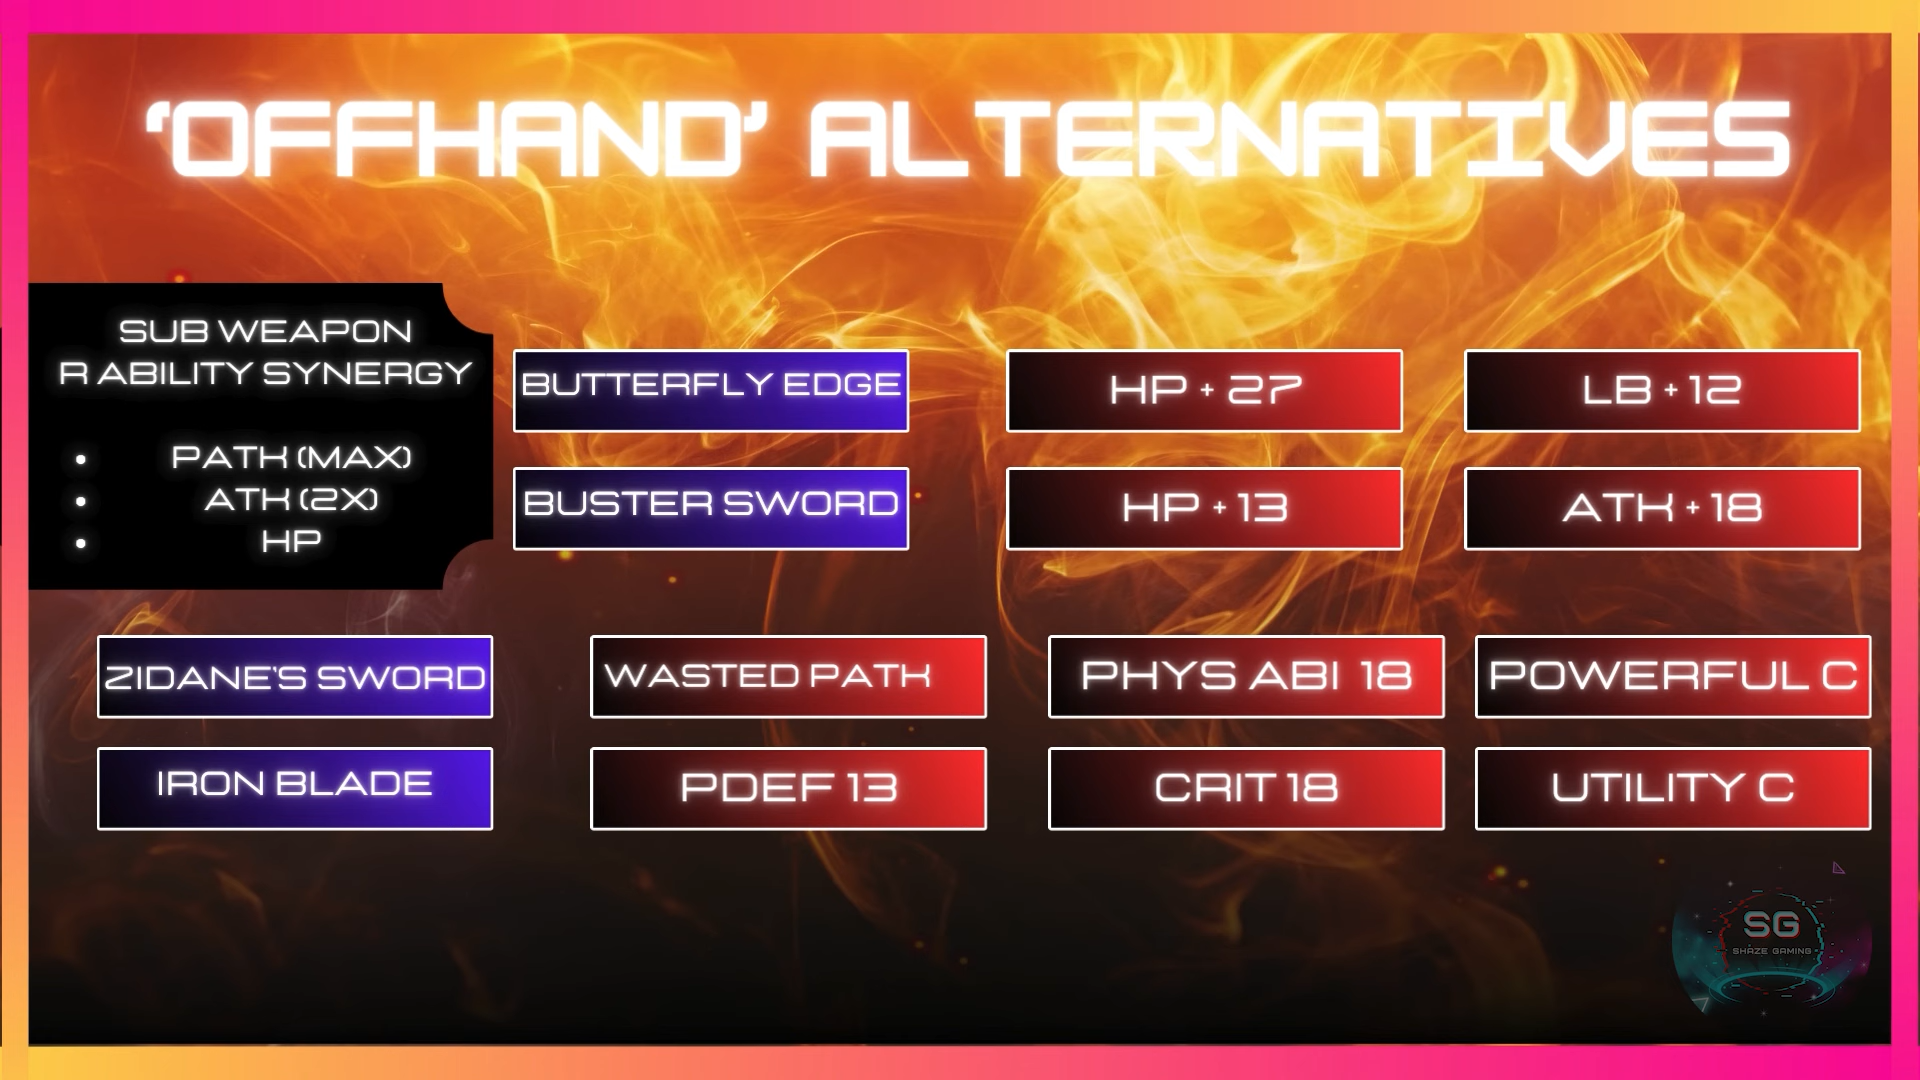 'OFFHAND' ALTERNATIVES
SUB WEAPON
R ABILITY SYNERGY
• PATH (MAX)
• ATK (2X)
• HP
BUTTERFLY EDGE
HP + 27
LB + 12
BUSTER SWORD
HP + 13
ATK + 18
ZIDANE'S SWORD
WASTED PATH
PHYS ABI 18
POWERFUL C
IRON BLADE
PDEF 13
CRIT 18
UTILITY C
SG
SHAZE GAMING